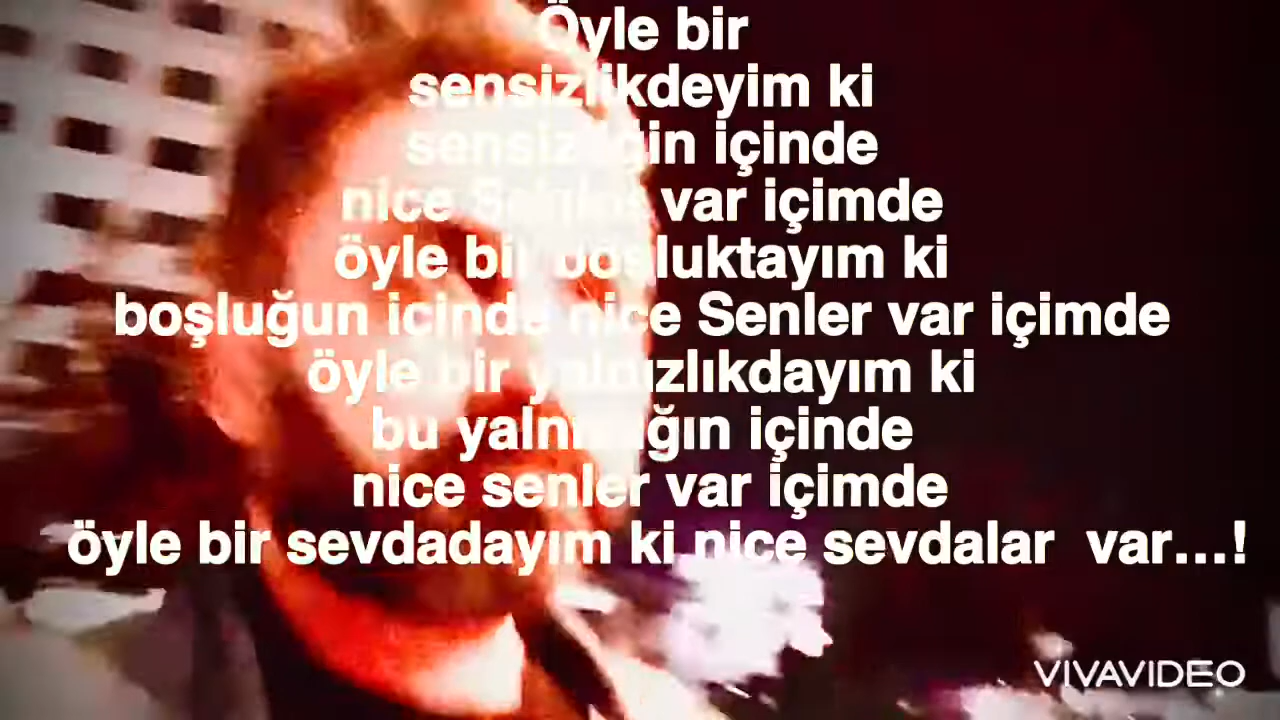 Öyle bir
sensizlikdeyim ki
sensizliğin içinde
nice Senler var içimde
öyle bir boşluktayım ki
boşluğun icinde nice Senler var içimde
öyle bir yalnızlıkdayım ki
bu yalnızlığın içinde
nice senler var içimde
öyle bir sevdadayım ki nice sevdalar var...!
VIVAVIDEO